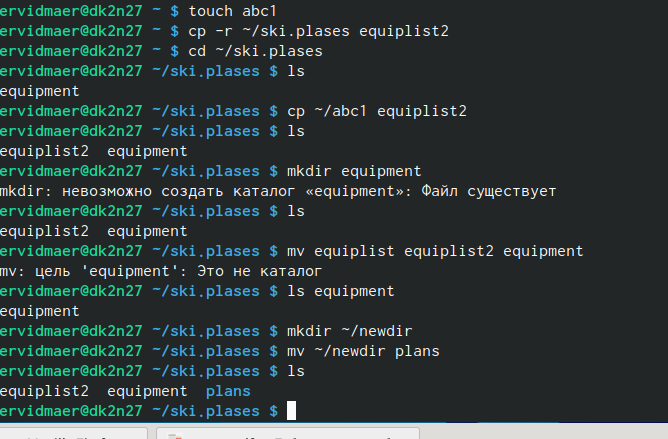 ervidmaer@dk2n27 ~ $ touch abc1
ervidmaer@dk2n27 ~ $ cp -r ~/ski.plases equiplist2
ervidmaer@dk2n27 ~ $ cd ~/ski.plases
ervidmaer@dk2n27 ~/ski.plases $ ls
equipment
ervidmaer@dk2n27 ~/ski.plases $ cp ~/abc1 equiplist2
ervidmaer@dk2n27 ~/ski.plases $ ls
equiplist2 equipment
ervidmaer@dk2n27 ~/ski.plases $ mkdir equipment
mkdir: невозможно создать каталог «equipment»: Файл существует
ervidmaer@dk2n27 ~/ski.plases $ ls
equiplist2 equipment
ervidmaer@dk2n27 ~/ski.plases $ mv equiplist equiplist2 equipment
mv: цель 'equipment': Это не каталог
ervidmaer@dk2n27 ~/ski.plases $ ls equipment
equipment
ervidmaer@dk2n27 ~/ski.plases $ mkdir ~/newdir
ervidmaer@dk2n27 ~/ski.plases $ mv ~/newdir plans
ervidmaer@dk2n27 ~/ski.plases $ ls
equiplist2 equipment plans
ervidmaer@dk2n27 ~/ski.plases $